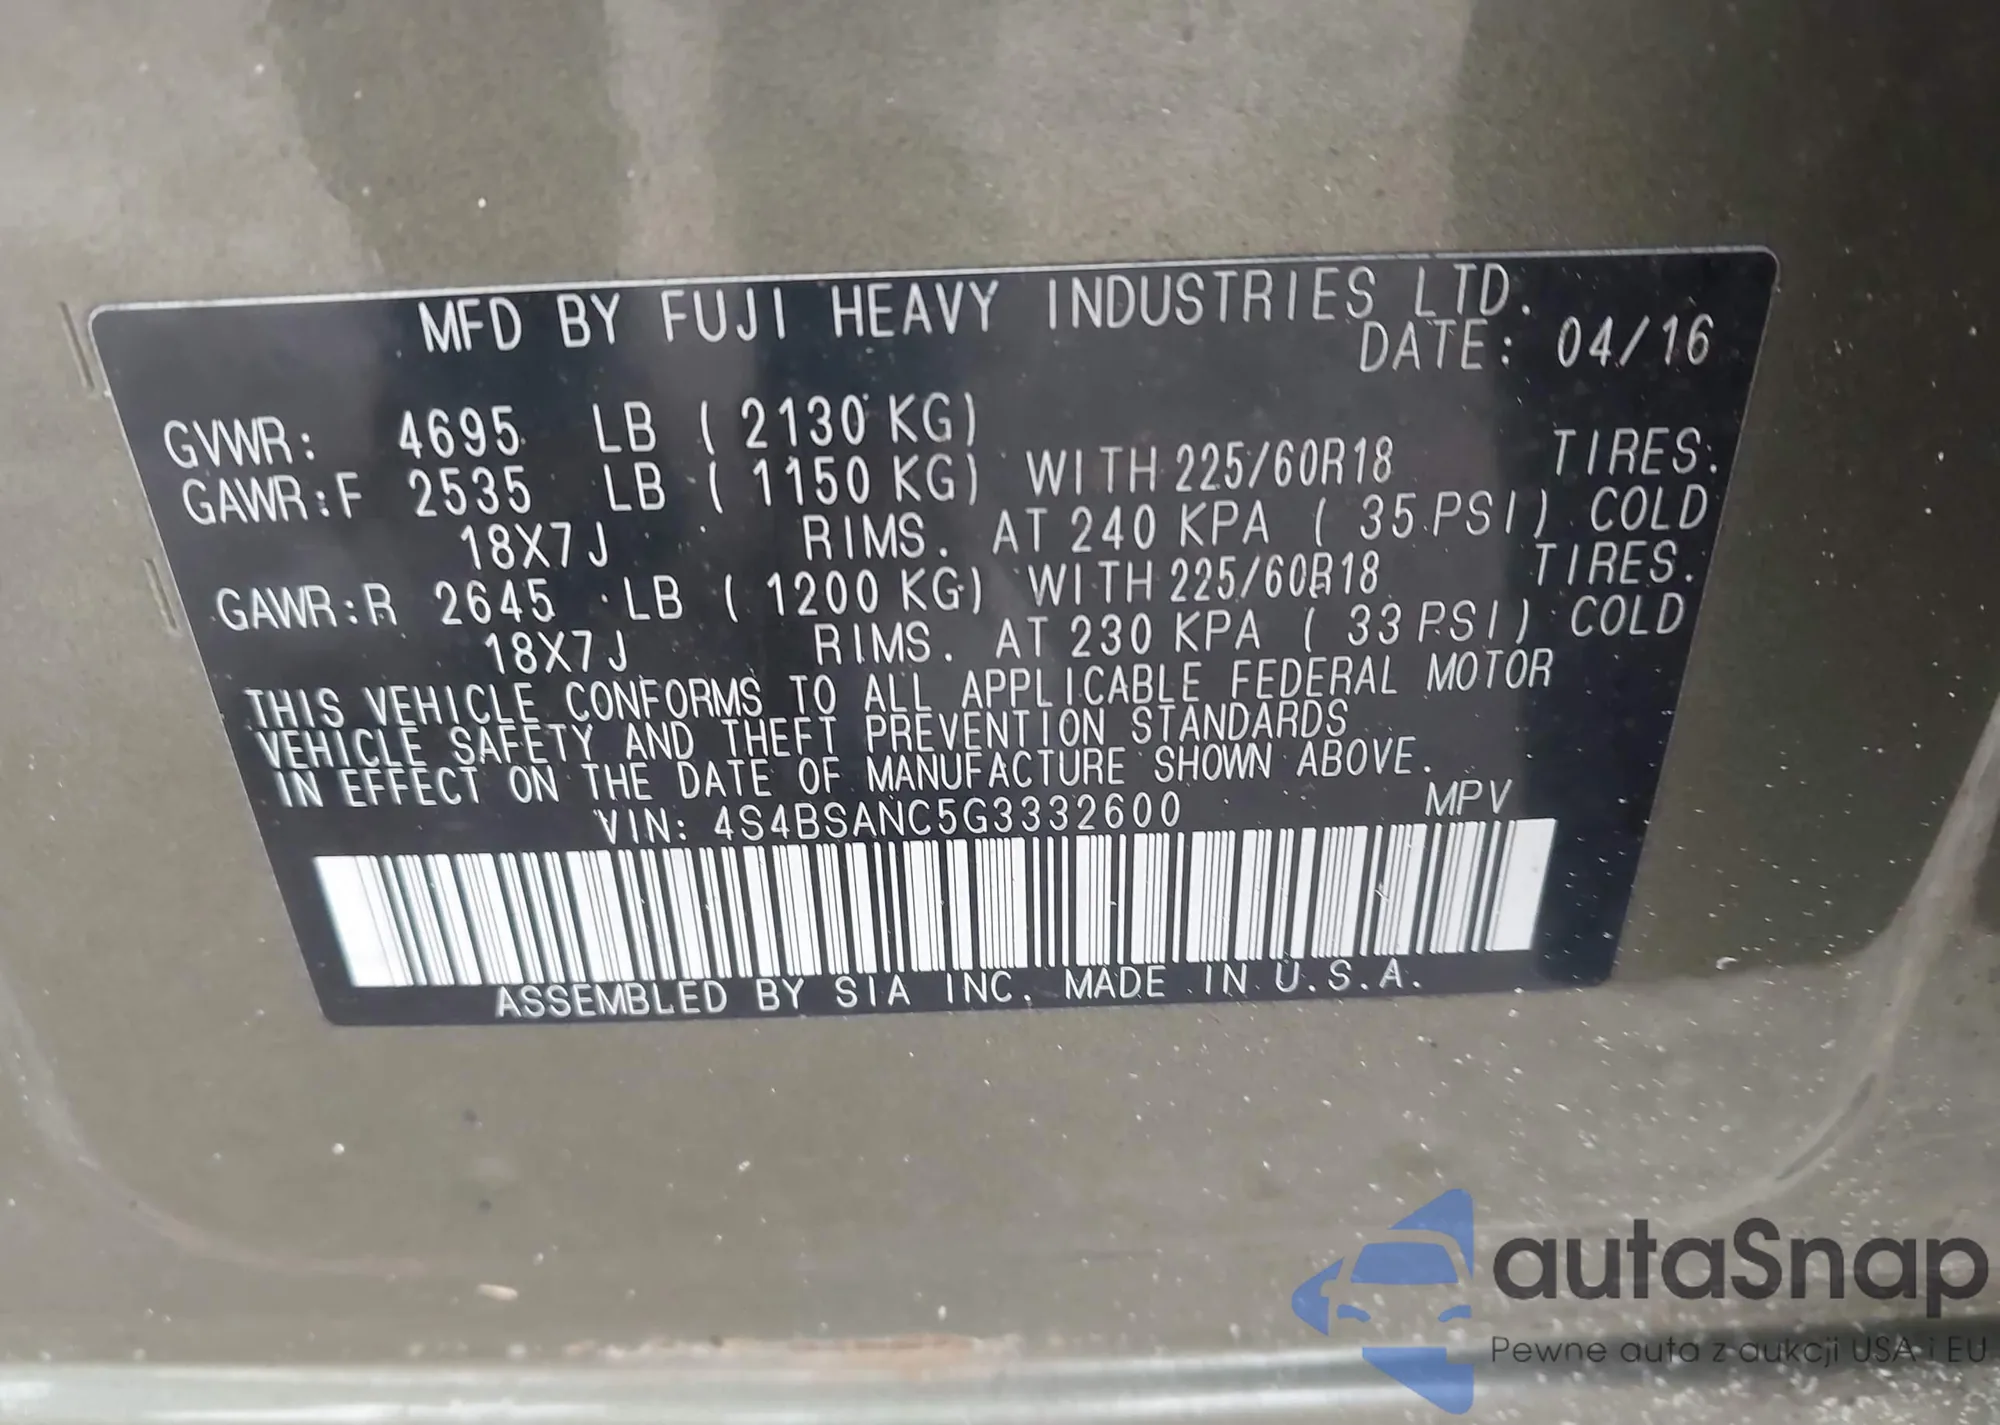 MFD BY FUJI HEAVY INDUSTRIES LTD.
DATE: 04/16
GVWR: 4695 LB ( 2130 KG)
GAWR:F 2535 LB ( 1150 KG) WITH 225/60R18 TIRES.
18X7J RIMS. AT 240 KPA ( 35 PSI) COLD
GAWR:R 2645 LB ( 1200 KG) WITH 225/60R18 TIRES.
18X7J RIMS. AT 230 KPA ( 33 PSI) COLD
THIS VEHICLE CONFORMS TO ALL APPLICABLE FEDERAL MOTOR
VEHICLE SAFETY AND THEFT PREVENTION STANDARDS
IN EFFECT ON THE DATE OF MANUFACTURE SHOWN ABOVE.
VIN: 4S4BSANC5G3332600 MPV
ASSEMBLED BY SIA INC. MADE IN U.S.A.
autaSnap
Pewne auta z aukcji USA i EU